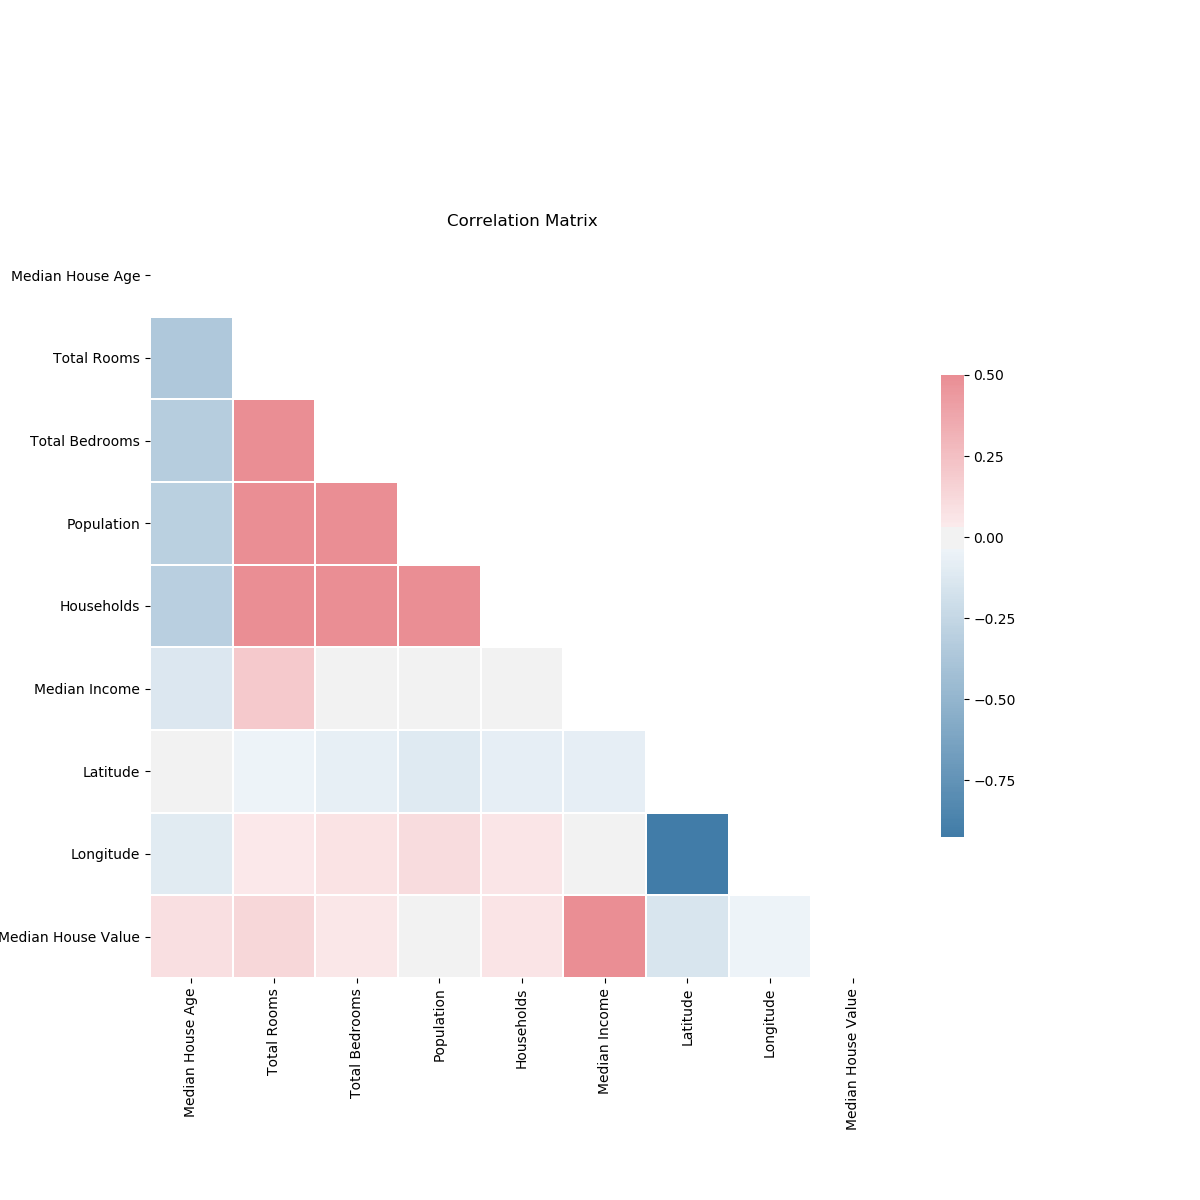 Correlation Matrix
Median House Age
Total Rooms
Total Bedrooms
Population
Households
Median Income
Latitude
Longitude
Median House Value
0.50
0.25
0.00
−0.25
−0.50
−0.75
Median House Age
Total Rooms
Total Bedrooms
Population
Households
Median Income
Latitude
Longitude
Median House Value